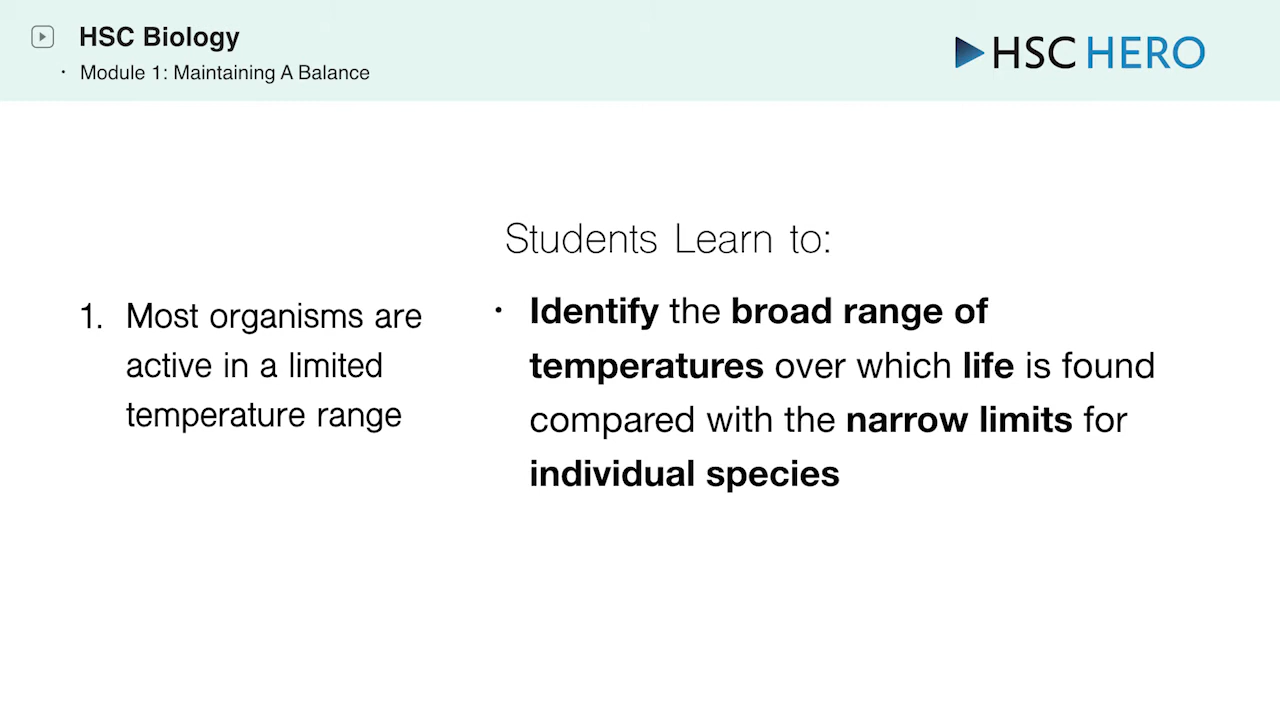 HSC Biology
· Module 1: Maintaining A Balance
HSC HERO
Students Learn to:
1. Most organisms are
active in a limited
temperature range
· Identify the broad range of
temperatures over which life is found
compared with the narrow limits for
individual species